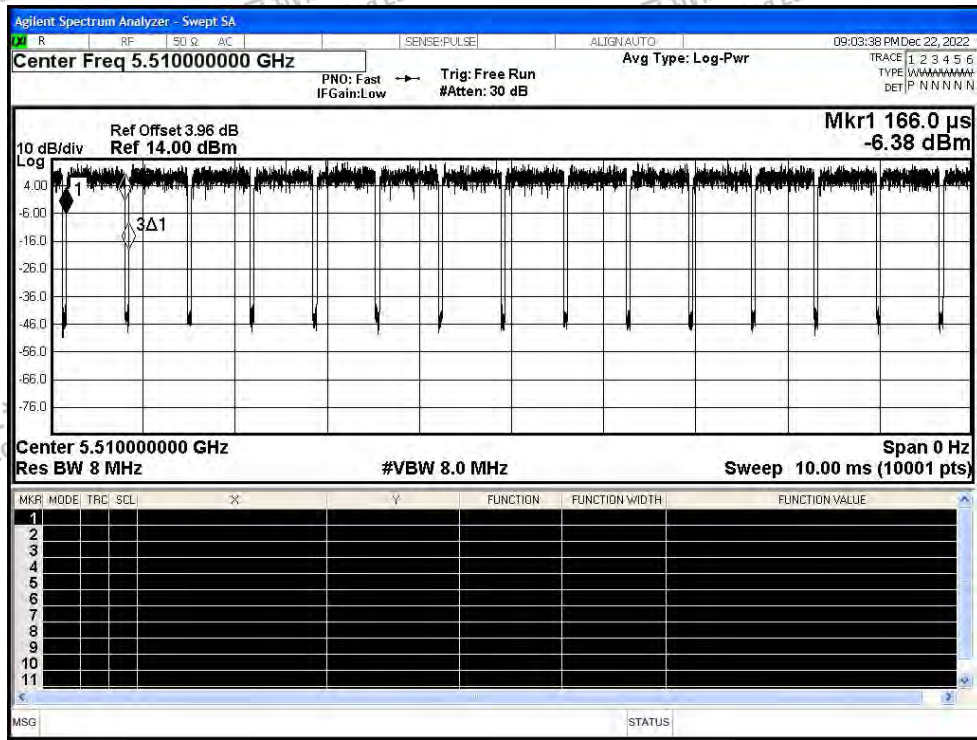 Agilent Spectrum Analyzer - Swept SA
R RF 50 Ω AC SENSE:PULSE ALIGN AUTO 09:03:38 PM Dec 22, 2022
Center Freq 5.510000000 GHz
PNO: Fast
IFGain:Low
Trig: Free Run
#Atten: 30 dB
Avg Type: Log-Pwr
TRACE 1 2 3 4 5 6
TYPE WWWWWW
DET P N N N N N
Mkr1 166.0 µs
-6.38 dBm
Ref Offset 3.96 dB
10 dB/div Ref 14.00 dBm
Log
4.00
-6.00
-16.0
-26.0
-36.0
-46.0
-56.0
-66.0
-76.0
1
3Δ1
Center 5.510000000 GHz Span 0 Hz
Res BW 8 MHz #VBW 8.0 MHz Sweep 10.00 ms (10001 pts)
MKR MODE TRC SCL X Y FUNCTION FUNCTION WIDTH FUNCTION VALUE
1
2
3
4
5
6
7
8
9
10
11
MSG STATUS